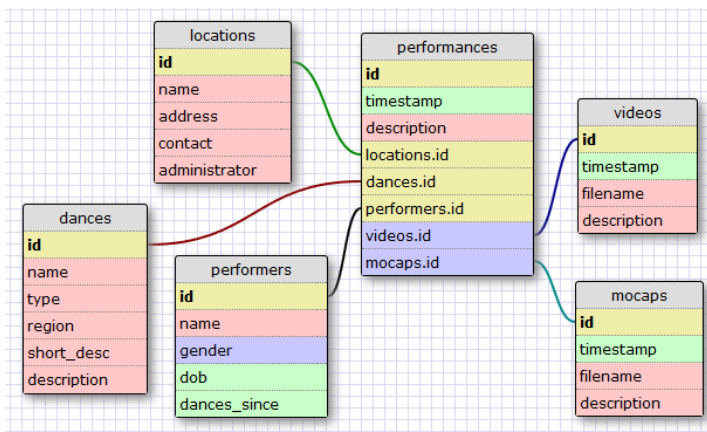 locations
id
name
address
contact
administrator
performances
id
timestamp
description
locations.id
dances.id
performers.id
videos.id
mocaps.id
videos
id
timestamp
filename
description
dances
id
name
type
region
short_desc
description
performers
id
name
gender
dob
dances_since
mocaps
id
timestamp
filename
description